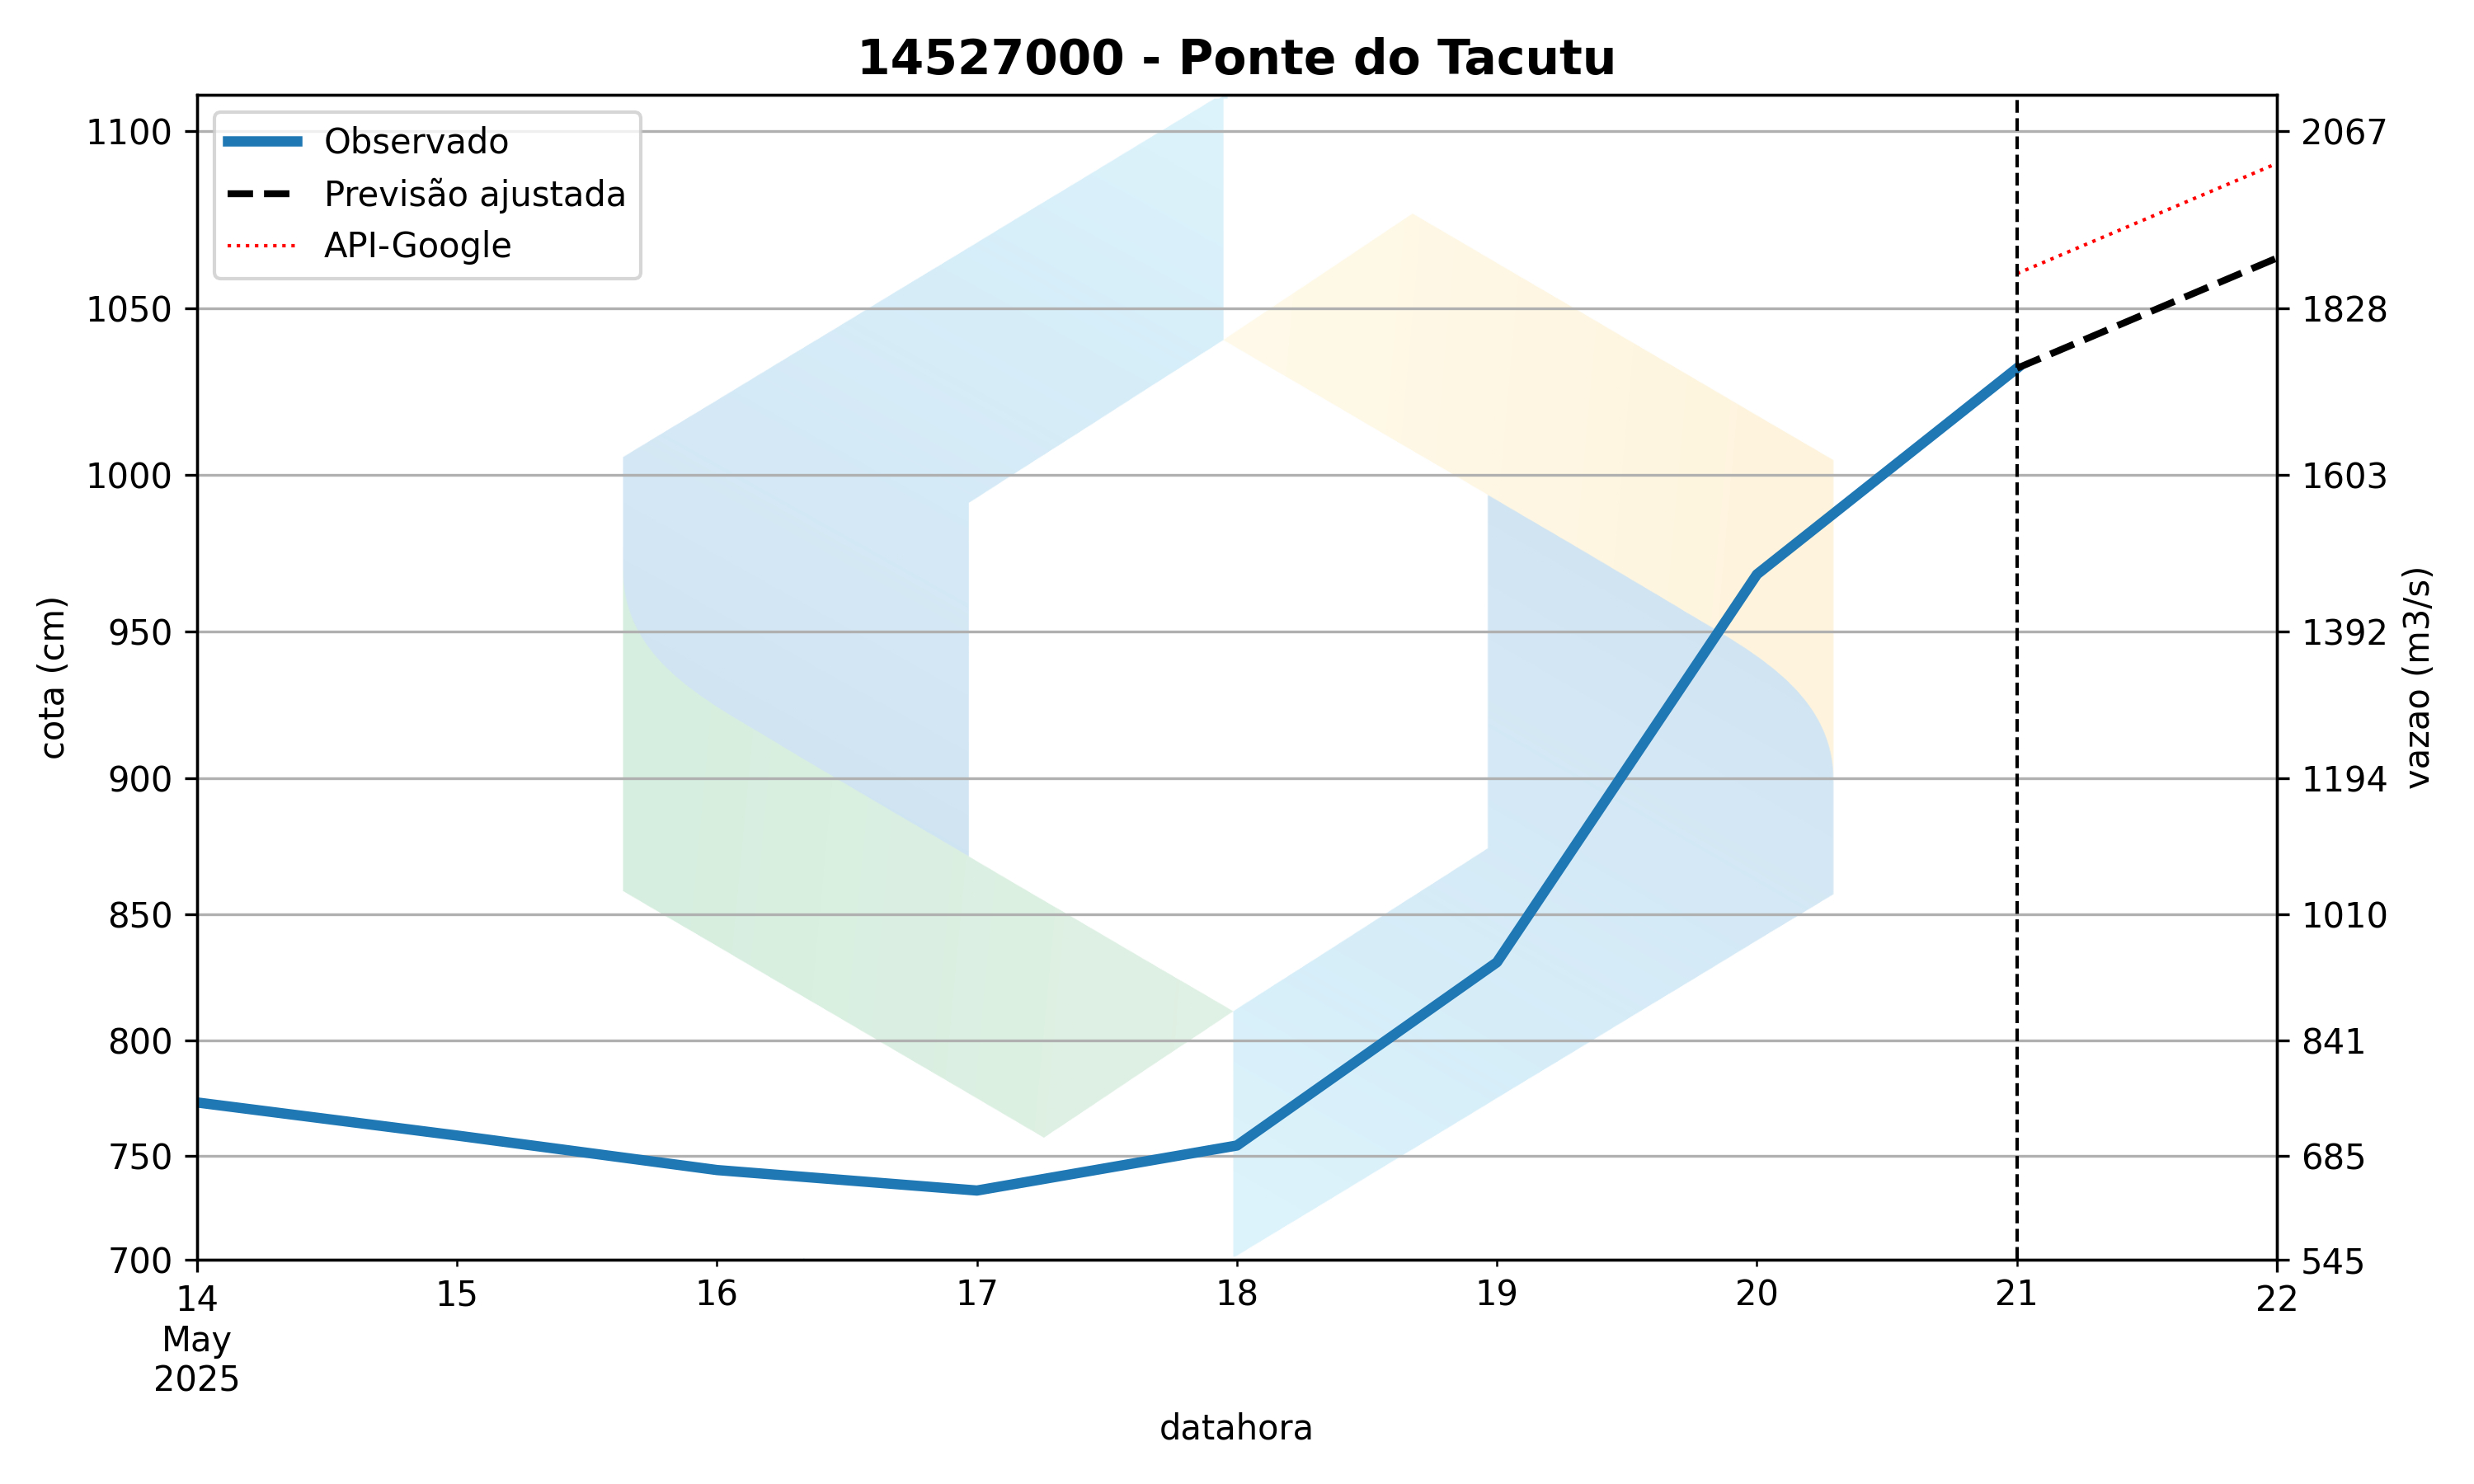 14527000 - Ponte do Tacutu
Observado
Previsão ajustada
API-Google
1100
1050
1000
950
900
850
800
750
700
cota (cm)
2067
1828
1603
1392
1194
1010
841
685
545
vazao (m3/s)
14 15 16 17 18 19 20 21 22
May
2025
datahora